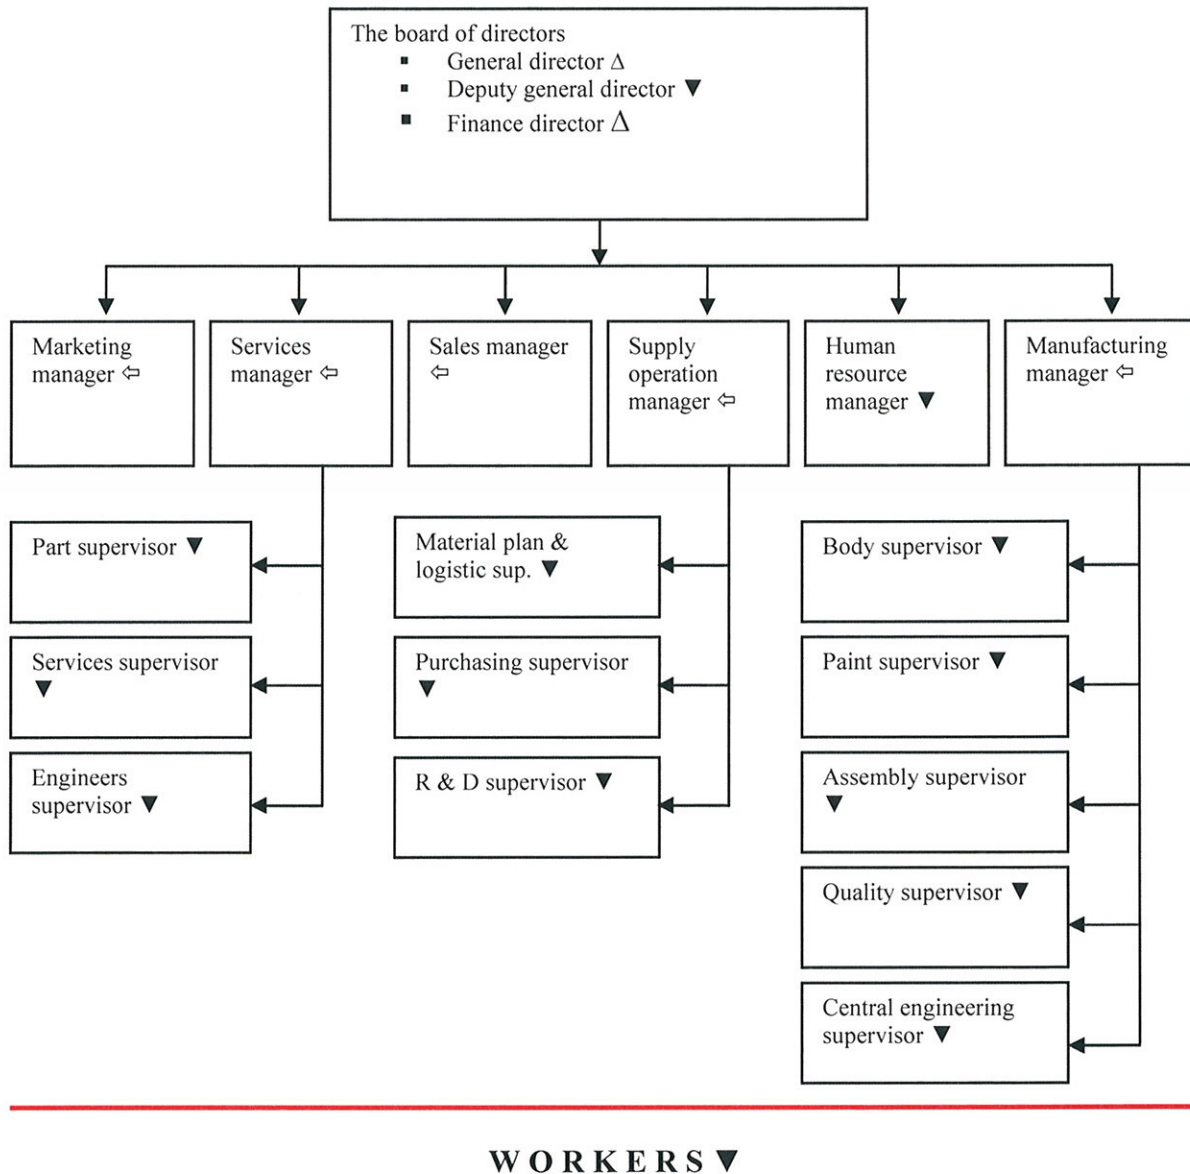 The board of directors
▪ General director Δ
▪ Deputy general director ▼
▪ Finance director Δ
Marketing
manager ⇦
Services
manager ⇦
Sales manager
⇦
Supply
operation
manager ⇦
Human
resource
manager ▼
Manufacturing
manager ⇦
Part supervisor ▼
Services supervisor
▼
Engineers
supervisor ▼
Material plan &
logistic sup. ▼
Purchasing supervisor
▼
R & D supervisor ▼
Body supervisor ▼
Paint supervisor ▼
Assembly supervisor
▼
Quality supervisor ▼
Central engineering
supervisor ▼
WORKERS ▼